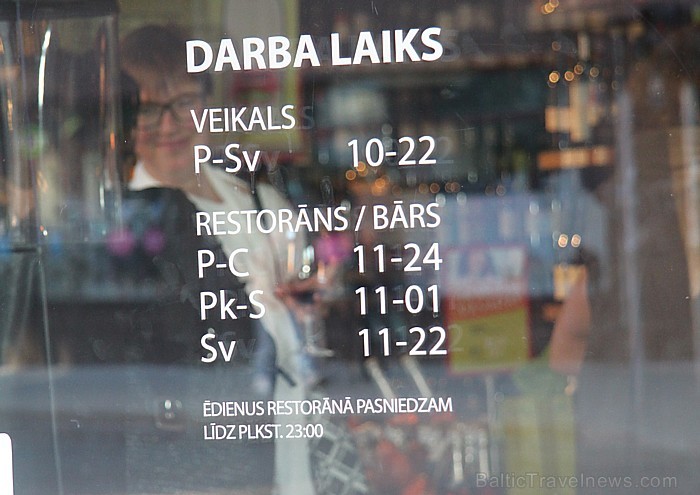 DARBA LAIKS
VEIKALS
P-Sv 10-22
RESTORĀNS / BĀRS
P-C 11-24
Pk-S 11-01
Sv 11-22
ĒDIENUS RESTORĀNĀ PASNIEDZAM
LĪDZ PLKST. 23:00
BalticTravelnews.com